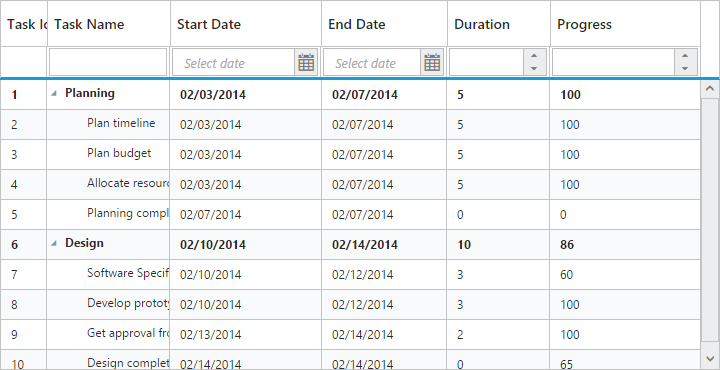 Task Id Task Name Start Date End Date Duration Progress
Select date Select date
1 Planning 02/03/2014 02/07/2014 5 100
2 Plan timeline 02/03/2014 02/07/2014 5 100
3 Plan budget 02/03/2014 02/07/2014 5 100
4 Allocate resourc 02/03/2014 02/07/2014 5 100
5 Planning compl 02/07/2014 02/07/2014 0 0
6 Design 02/10/2014 02/14/2014 10 86
7 Software Specif 02/10/2014 02/12/2014 3 60
8 Develop prototy 02/10/2014 02/12/2014 3 100
9 Get approval fro 02/13/2014 02/14/2014 2 100
10 Design complet 02/14/2014 02/14/2014 0 65